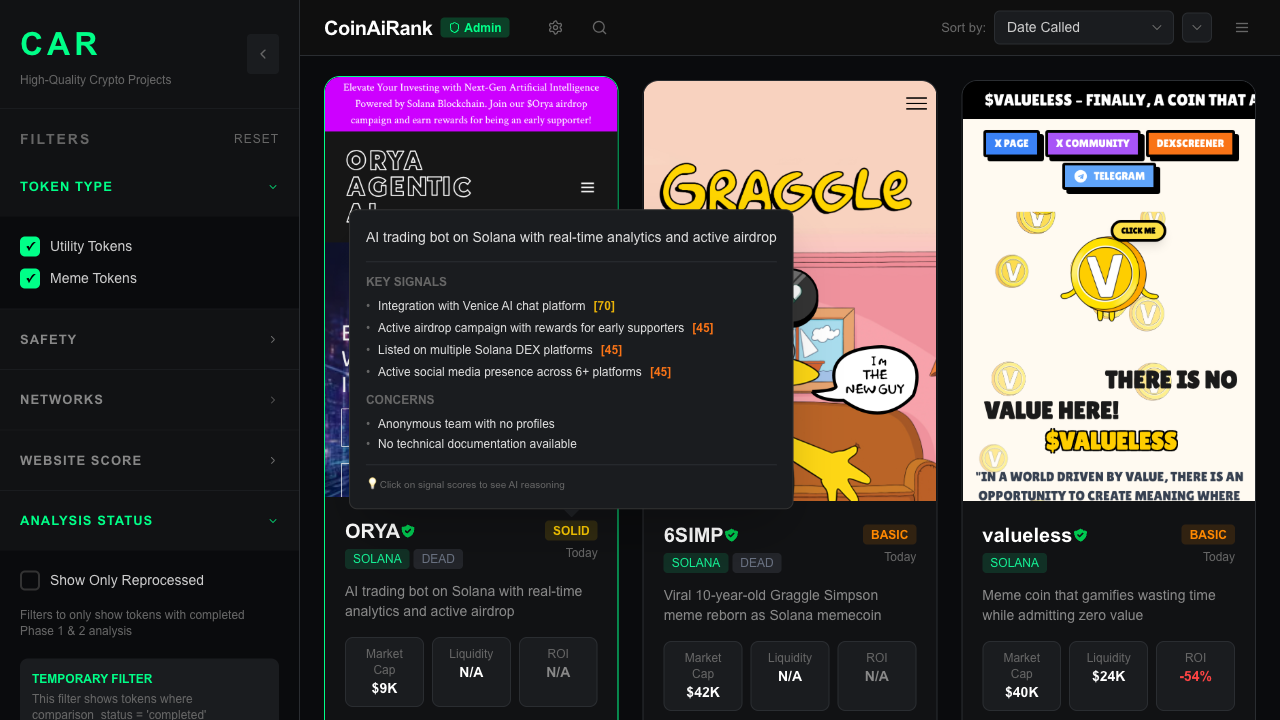 CAR
High-Quality Crypto Projects
FILTERS
RESET
TOKEN TYPE
Utility Tokens
Meme Tokens
SAFETY
NETWORKS
WEBSITE SCORE
ANALYSIS STATUS
Show Only Reprocessed
Filters to only show tokens with completed
Phase 1 & 2 analysis
TEMPORARY FILTER
This filter shows tokens where
comparison_status = 'completed'
CoinAiRank
Admin
Sort by:
Date Called
Elevate Your Investing with Next-Gen Artificial Intelligence
Powered by Solana Blockchain. Join our $Orya airdrop
campaign and earn rewards for being an early supporter!
ORYA
AGENTIC
AI trading bot on Solana with real-time analytics and active airdrop
KEY SIGNALS
• Integration with Venice AI chat platform [70]
• Active airdrop campaign with rewards for early supporters [45]
• Listed on multiple Solana DEX platforms [45]
• Active social media presence across 6+ platforms [45]
CONCERNS
• Anonymous team with no profiles
• No technical documentation available
Click on signal scores to see AI reasoning
ORYA
SOLID
SOLANA
DEAD
Today
AI trading bot on Solana with real-time
analytics and active airdrop
Market
Cap
$9K
Liquidity
N/A
ROI
N/A
GRAGGLE
I'M
THE
NEW GUY
6SIMP
BASIC
SOLANA
DEAD
Today
Viral 10-year-old Graggle Simpson
meme reborn as Solana memecoin
Market
Cap
$42K
Liquidity
N/A
ROI
N/A
$VALUELESS – FINALLY, A COIN THAT
X PAGE
X COMMUNITY
DEXSCREENER
TELEGRAM
CLICK ME
V
THERE IS NO
VALUE HERE!
$VALUELESS
"IN A WORLD DRIVEN BY VALUE, THERE IS AN
OPPORTUNITY TO CREATE MEANING WHERE
valueless
BASIC
SOLANA
Today
Meme coin that gamifies wasting time
while admitting zero value
Market
Cap
$40K
Liquidity
$24K
ROI
-54%